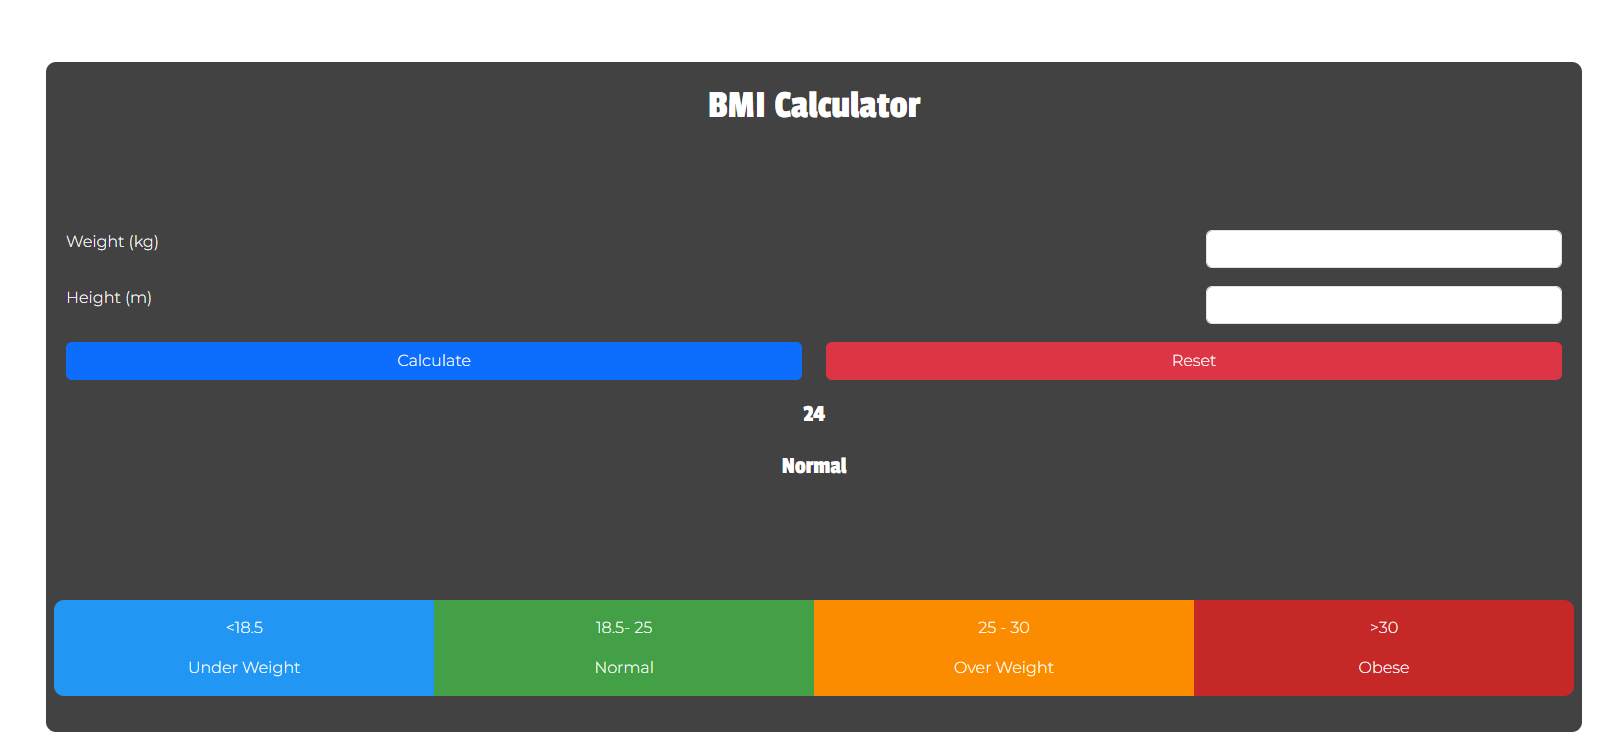 BMI Calculator
Weight (kg)
Height (m)
Calculate Reset
24
Normal
<18.5 18.5- 25 25 - 30 >30
Under Weight Normal Over Weight Obese